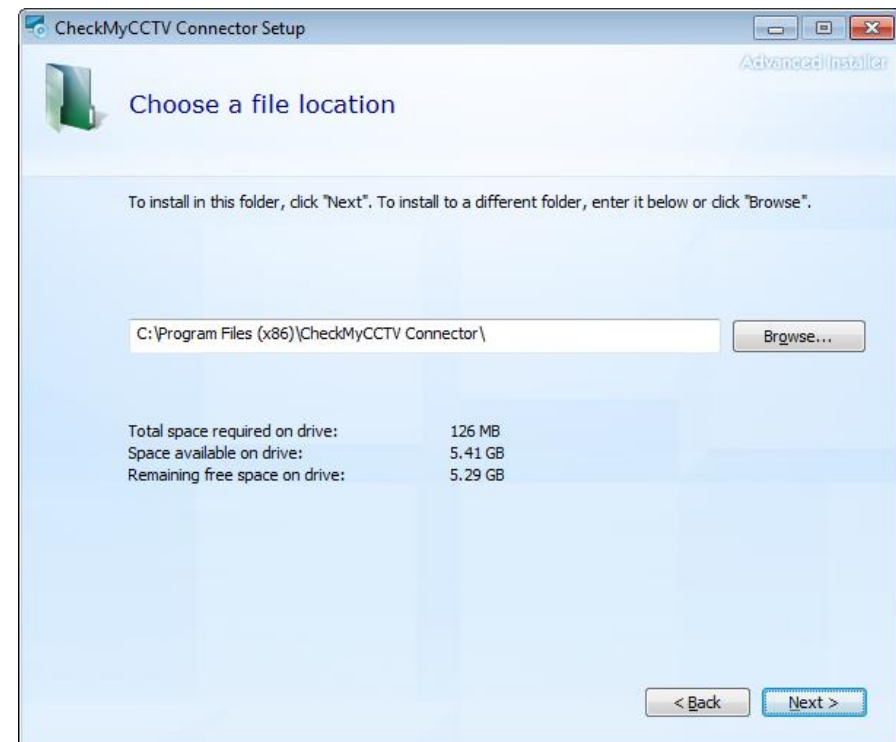 CheckMyCCTV Connector Setup
Advanced Installer
Choose a file location
To install in this folder, click "Next". To install to a different folder, enter it below or click "Browse".
C:\Program Files (x86)\CheckMyCCTV Connector\
Browse...
Total space required on drive: 126 MB
Space available on drive: 5.41 GB
Remaining free space on drive: 5.29 GB
< Back Next >